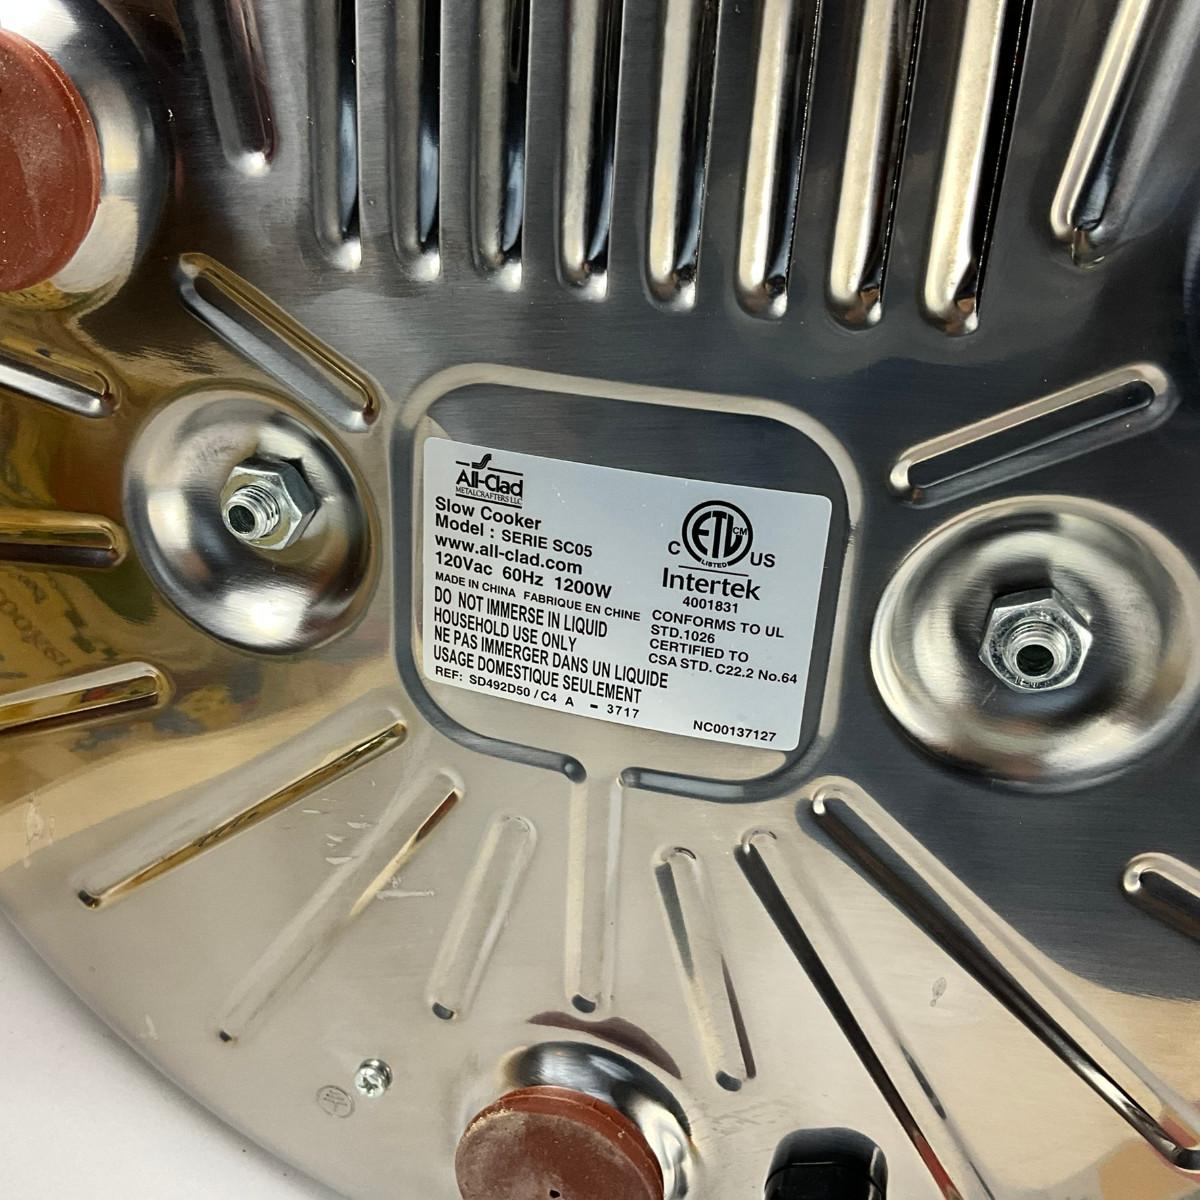 All-Clad
METALCRAFTERS LLC
Slow Cooker
Model : SERIE SC05
www.all-clad.com
120Vac 60Hz 1200W
MADE IN CHINA FABRIQUE EN CHINE
DO NOT IMMERSE IN LIQUID
HOUSEHOLD USE ONLY
NE PAS IMMERGER DANS UN LIQUIDE
USAGE DOMESTIQUE SEULEMENT
REF: SD492D50 / C4 A - 3717
ETL CM
LISTED
C US
Intertek
4001831
CONFORMS TO UL
STD.1026
CERTIFIED TO
CSA STD. C22.2 No.64
NC00137127